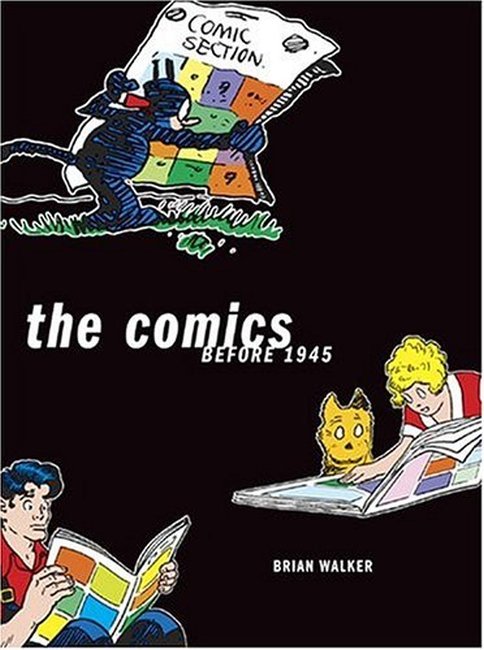 COMIC
SECTION.
the comics
BEFORE 1945
BRIAN WALKER